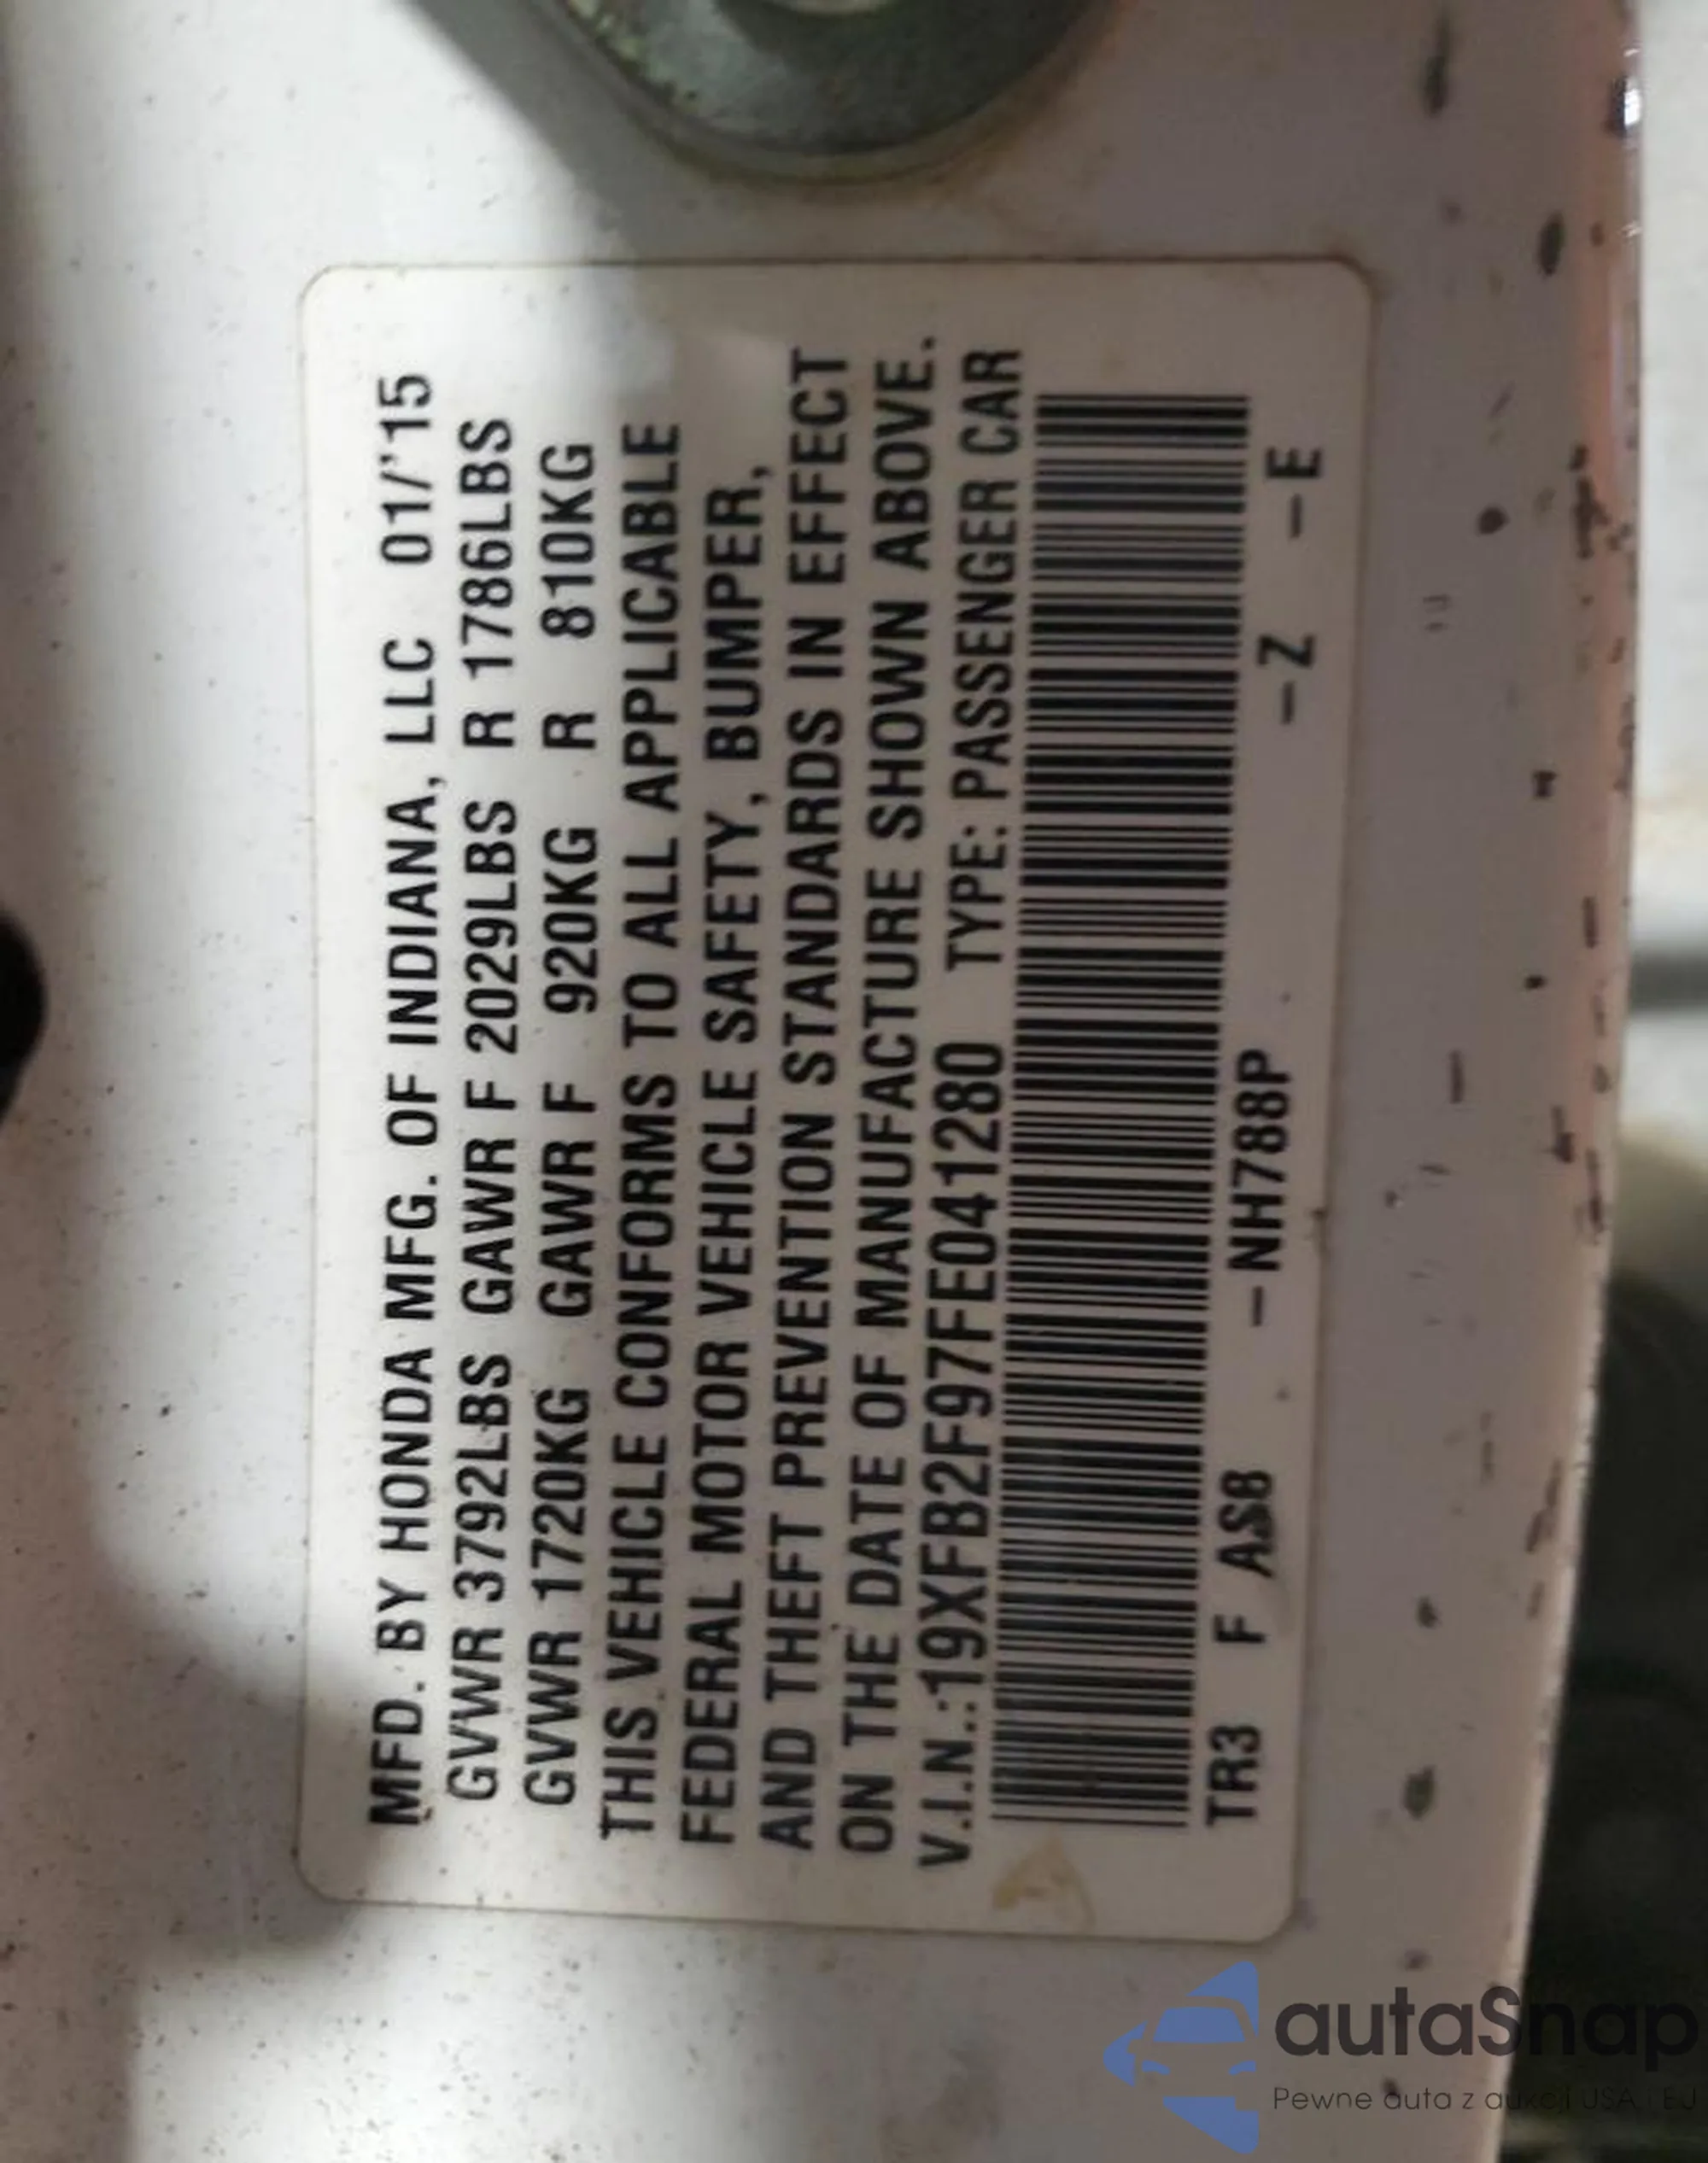 MFD. BY HONDA MFG. OF INDIANA, LLC 01/'15
GVWR 3792LBS GAWR F 2029LBS R 1786LBS
GVWR 1720KG GAWR F 920KG R 810KG
THIS VEHICLE CONFORMS TO ALL APPLICABLE
FEDERAL MOTOR VEHICLE SAFETY, BUMPER,
AND THEFT PREVENTION STANDARDS IN EFFECT
ON THE DATE OF MANUFACTURE SHOWN ABOVE.
V.I.N.:19XFB2F97FE041280 TYPE: PASSENGER CAR
TR3 F AS8 –NH788P –Z –E
autaSnap
Pewne auta z aukcji USA i EJ